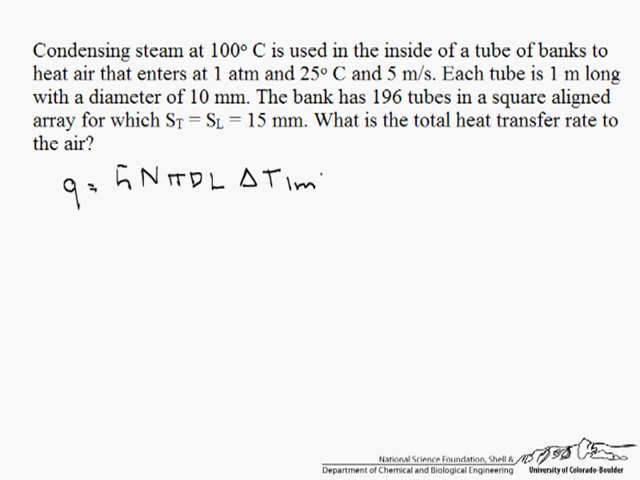 Condensing steam at 100° C is used in the inside of a tube of banks to
heat air that enters at 1 atm and 25° C and 5 m/s. Each tube is 1 m long
with a diameter of 10 mm. The bank has 196 tubes in a square aligned
array for which S_T = S_L = 15 mm. What is the total heat transfer rate to
the air?
q = h̄ N π D L Δ T lm
National Science Foundation, Shell &
Department of Chemical and Biological Engineering
University of Colorado-Boulder